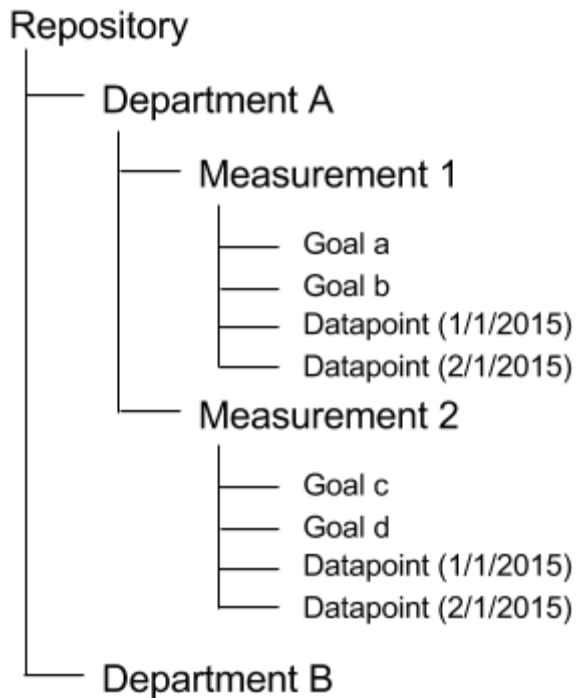 Repository
Department A
Measurement 1
Goal a
Goal b
Datapoint (1/1/2015)
Datapoint (2/1/2015)
Measurement 2
Goal c
Goal d
Datapoint (1/1/2015)
Datapoint (2/1/2015)
Department B